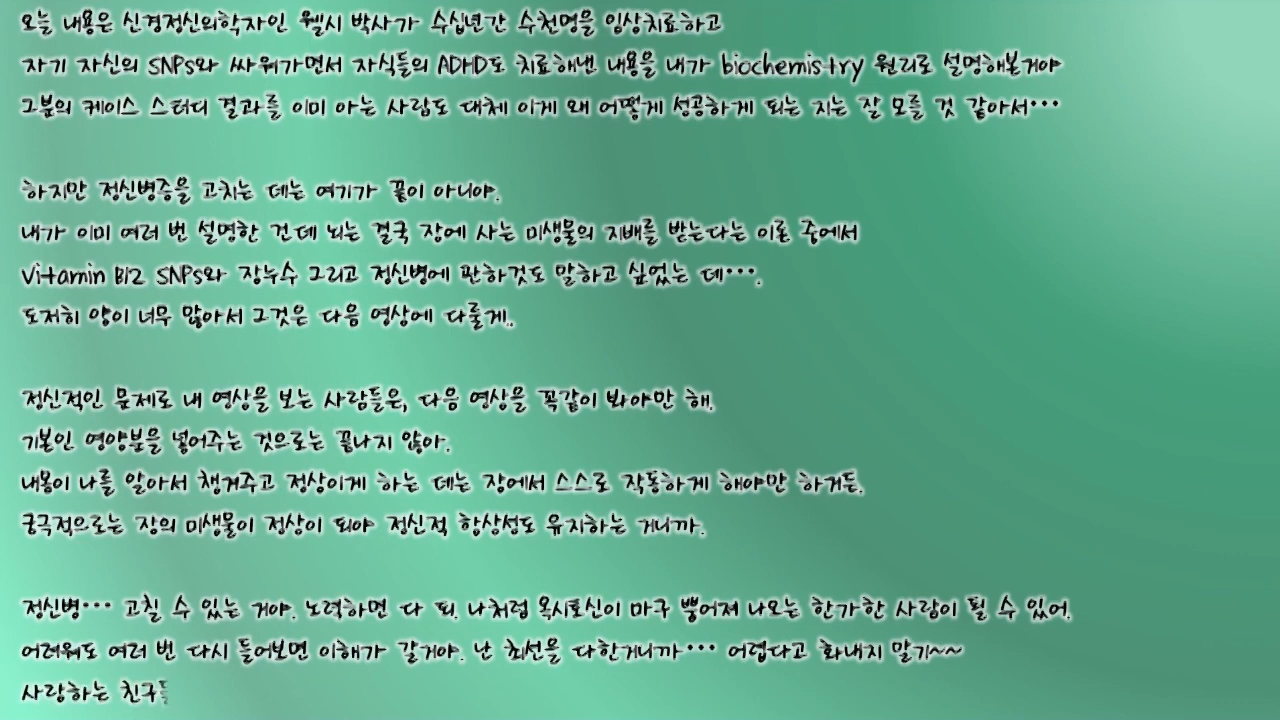 오늘 내용은 신경정신의학자인 웰시 박사가 수십년간 수천명을 임상치료하고
자기 자신의 SNPs와 싸워가면서 자식들의 ADHD도 치료해낸 내용을 내가 biochemistry 원리로 설명해볼거야
그분의 케이스 스터디 결과를 이미 아는 사람도 대체 이게 왜 어떻게 성공하게 되는 지는 잘 모를 것 같아서...
하지만 정신병증을 고치는 데는 여기가 끝이 아니야.
내가 이미 여러 번 설명한 건데 뇌는 결국 장에 사는 미생물의 지배를 받는다는 이론 중에서
Vitamin B12 SNPs와 장누수 그리고 정신병에 관하것도 말하고 싶었는 데....
도저히 양이 너무 많아서 그것은 다음 영상에 다룰게..
정신적인 문제로 내 영상을 보는 사람들은, 다음 영상을 꼭같이 봐야만 해.
기본인 영양분을 넣어주는 것으로는 끝나지 않아.
내몸이 나를 알아서 챙겨주고 정상이게 하는 데는 장에서 스스로 작동하게 해야만 하거든.
궁극적으로는 장의 미생물이 정상이 되야 정신적 항상성도 유지하는 거니까.
정신병... 고칠 수 있는 거야. 노력하면 다 되. 나처럼 옥시토신이 마구 뿜어져 나오는 한가한 사람이 될 수 있어.
어려워도 여러 번 다시 들어보면 이해가 갈거야. 난 최선을 다한거니까... 어렵다고 화내지 말기~~
사랑하는 친구들